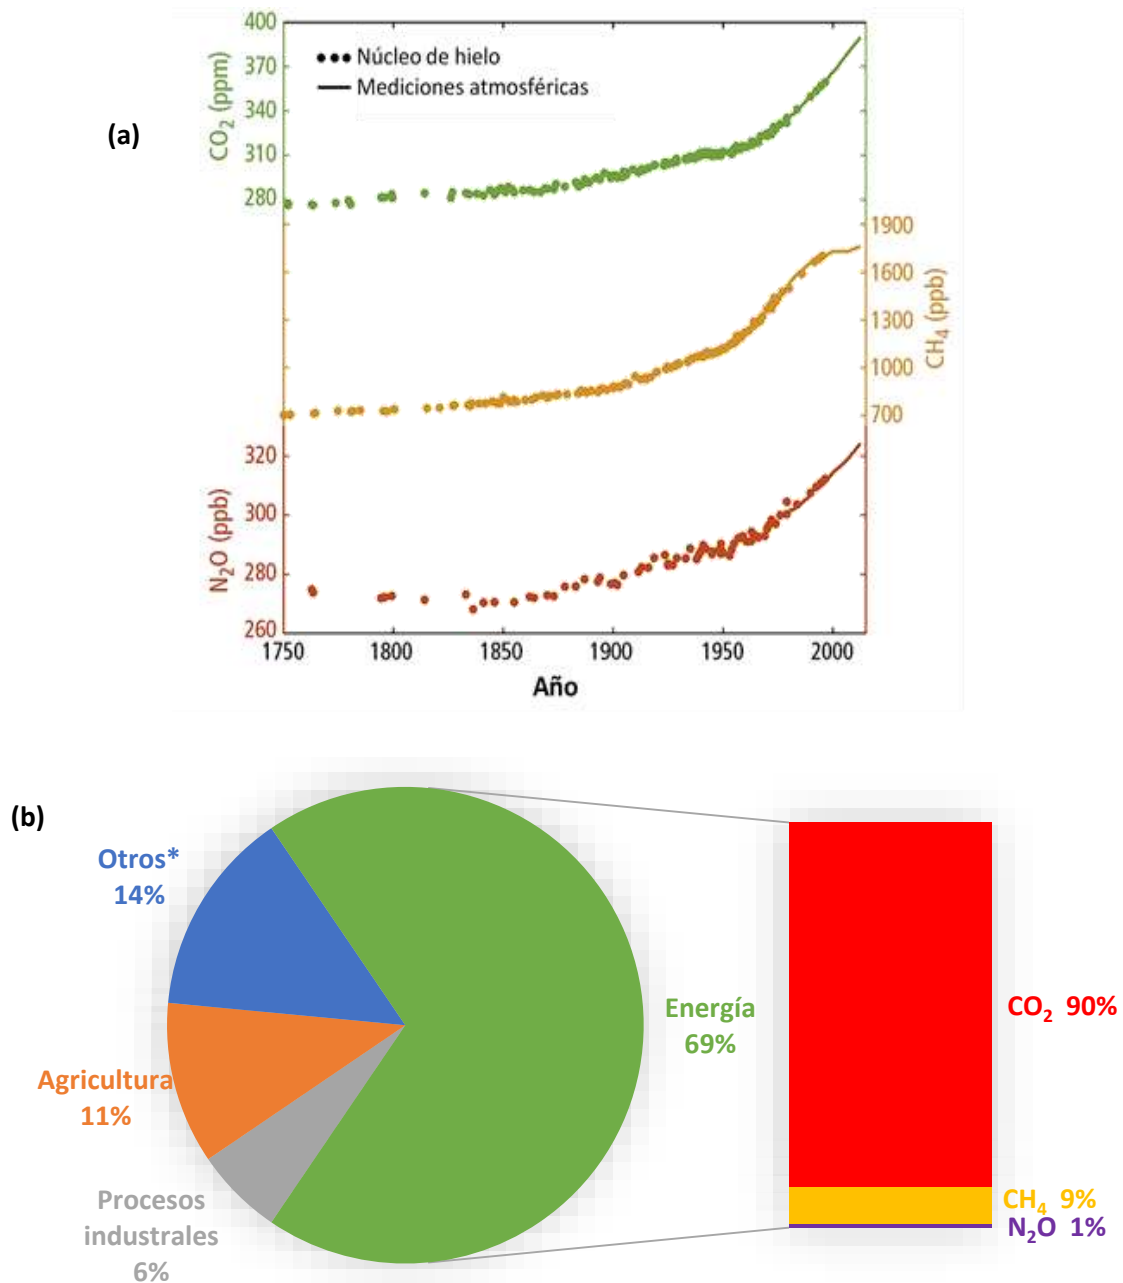 (a)
400
370
340
310
280
CO₂ (ppm)
Núcleo de hielo
Mediciones atmosféricas
1900
1600
1300
1000
700
CH₄ (ppb)
320
300
280
260
N₂O (ppb)
1750 1800 1850 1900 1950 2000
Año
(b)
Otros*
14%
Energía
69%
Agricultura
11%
Procesos
industrales
6%
CO₂ 90%
CH₄ 9%
N₂O 1%